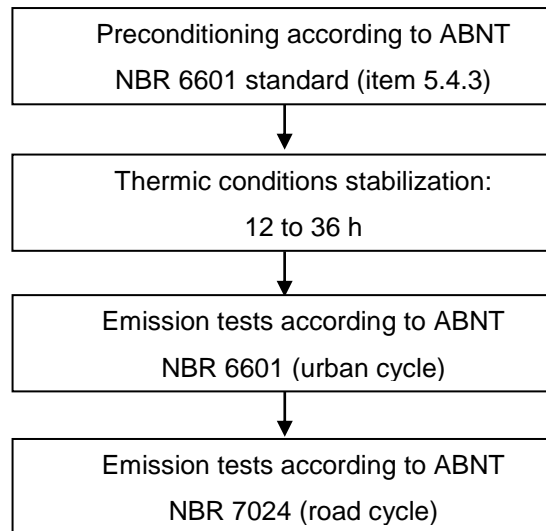 Preconditioning according to ABNT
NBR 6601 standard (item 5.4.3)
Thermic conditions stabilization:
12 to 36 h
Emission tests according to ABNT
NBR 6601 (urban cycle)
Emission tests according to ABNT
NBR 7024 (road cycle)